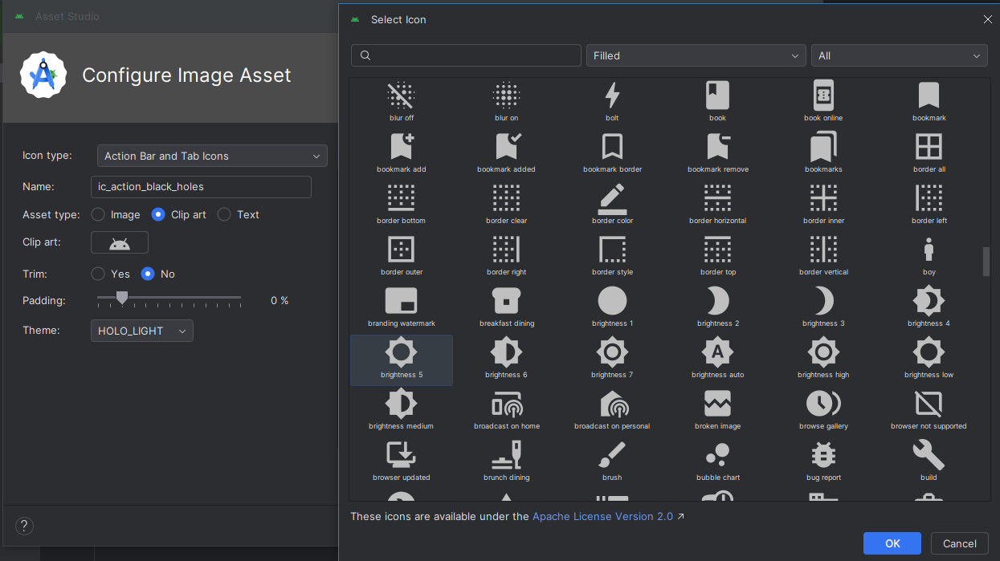 Asset Studio
Configure Image Asset
Icon type: Action Bar and Tab Icons
Name: ic_action_black_holes
Asset type: Image Clip art Text
Clip art:
Trim: Yes No
Padding: 0 %
Theme: HOLO_LIGHT
?
Select Icon
Filled All
blur off blur on bolt book book online bookmark
bookmark add bookmark added bookmark border bookmark remove bookmarks border all
border bottom border clear border color border horizontal border inner border left
border outer border right border style border top border vertical boy
branding watermark breakfast dining brightness 1 brightness 2 brightness 3 brightness 4
A
brightness 5 brightness 6 brightness 7 brightness auto brightness high brightness low
brightness medium broadcast on home broadcast on personal broken image browse gallery browser not supported
browser updated brunch dining brush bubble chart bug report build
These icons are available under the Apache License Version 2.0 ↗
OK Cancel